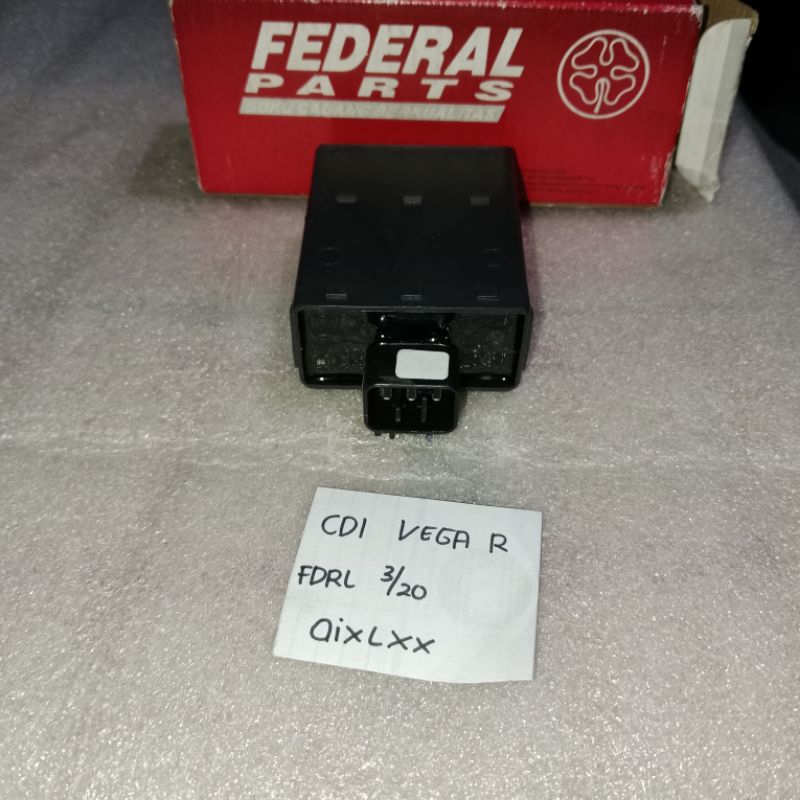 FEDERAL
PARTS
SUKU CADANG BERKUALITAS
CDI VEGA R
FDRL 3/20
aixLxx